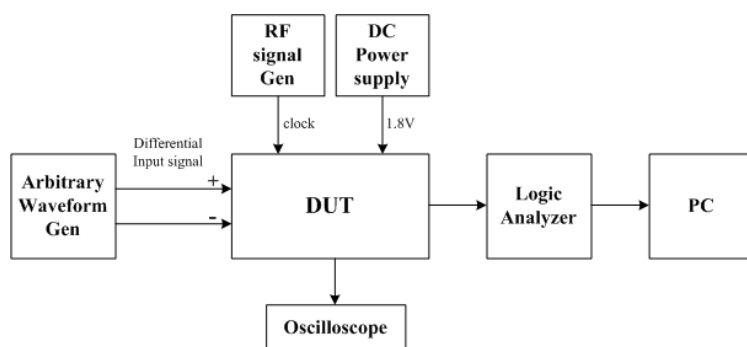 RF
signal
Gen
DC
Power
supply
clock
1.8V
Differential
Input signal
+
-
Arbitrary
Waveform
Gen
DUT
Logic
Analyzer
PC
Oscilloscope